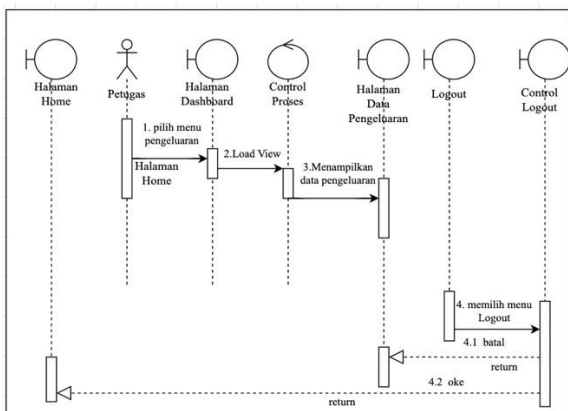 Halaman
Home
Petugas
Halaman
Dashboard
Control
Proses
Halaman
Data
Pengeluaran
Logout
Control
Logout
1. pilih menu
pengeluaran
Halaman
Home
2.Load View
3.Menampilkan
data pengeluaran
4. memilih menu
Logout
4.1 batal
return
4.2 oke
return